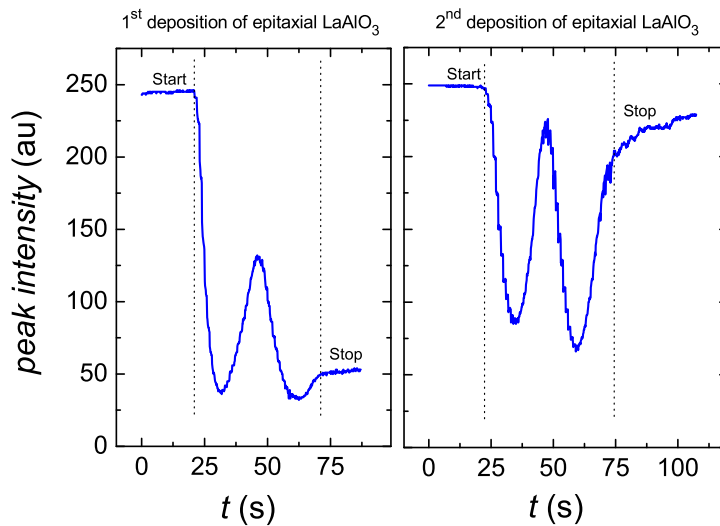 1st deposition of epitaxial LaAlO3
2nd deposition of epitaxial LaAlO3
peak intensity (au)
250
200
150
100
50
0
Start
Stop
0 25 50 75
t (s)
Start
Stop
0 25 50 75 100
t (s)